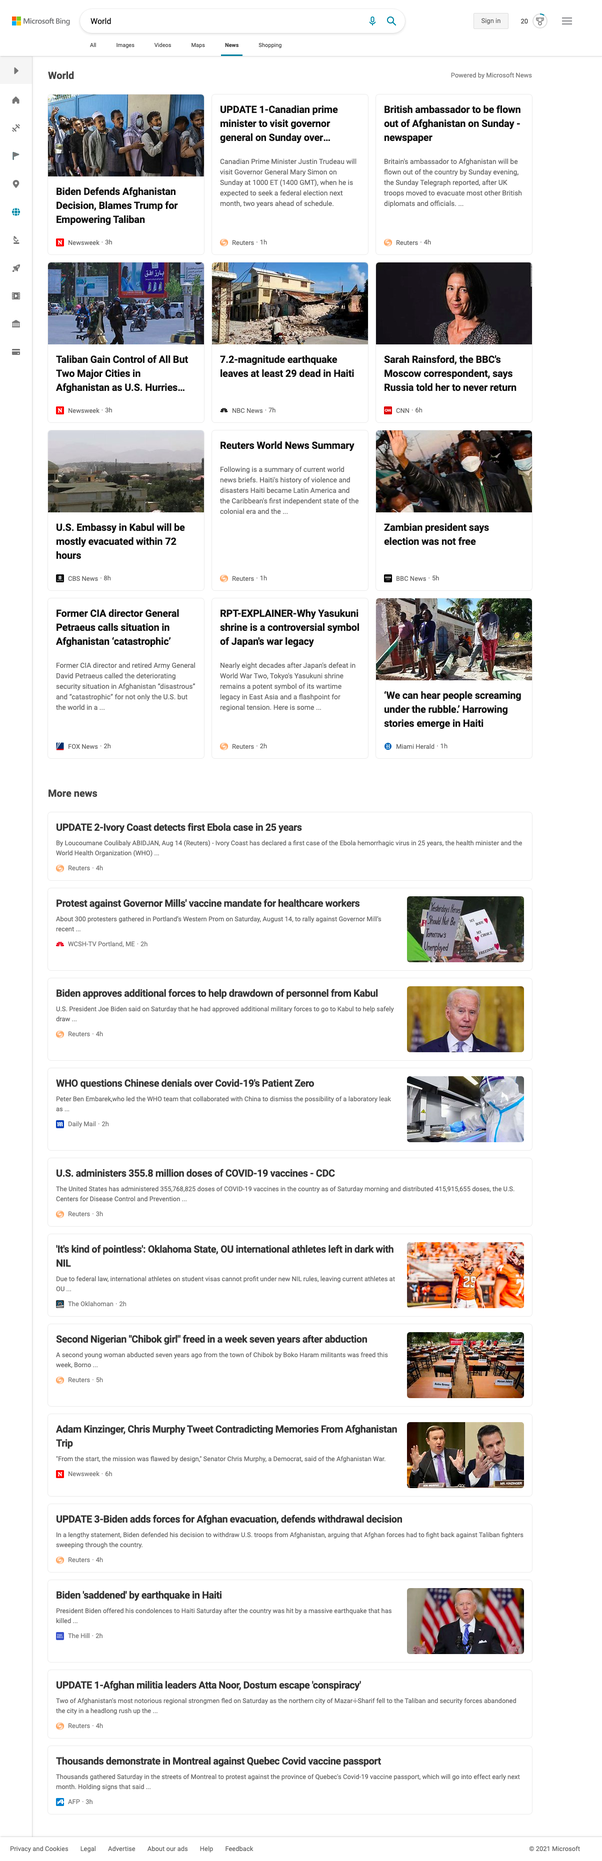 Microsoft Bing
World
Sign in
20
All
Images
Videos
Maps
News
Shopping
World
Powered by Microsoft News
Biden Defends Afghanistan
Decision, Blames Trump for
Empowering Taliban
Newsweek · 3h
UPDATE 1-Canadian prime
minister to visit governor
general on Sunday over...
Canadian Prime Minister Justin Trudeau will
visit Governor General Mary Simon on
Sunday at 1000 ET (1400 GMT), when he is
expected to seek a federal election next
month, two years ahead of schedule.
Reuters · 1h
British ambassador to be flown
out of Afghanistan on Sunday -
newspaper
Britain's ambassador to Afghanistan will be
flown out of the country by Sunday evening,
the Sunday Telegraph reported, after UK
troops moved to evacuate most other British
diplomats and officials. ...
Reuters · 4h
Taliban Gain Control of All But
Two Major Cities in
Afghanistan as U.S. Hurries...
Newsweek · 3h
7.2-magnitude earthquake
leaves at least 29 dead in Haiti
NBC News · 7h
Sarah Rainsford, the BBC's
Moscow correspondent, says
Russia told her to never return
CNN · 6h
U.S. Embassy in Kabul will be
mostly evacuated within 72
hours
CBS News · 8h
Reuters World News Summary
Following is a summary of current world
news briefs. Haiti's history of violence and
disasters Haiti became Latin America and
the Caribbean's first independent state of the
colonial era and the ...
Reuters · 1h
Zambian president says
election was not free
BBC News · 5h
Former CIA director General
Petraeus calls situation in
Afghanistan 'catastrophic'
Former CIA director and retired Army General
David Petraeus called the deteriorating
security situation in Afghanistan "disastrous"
and "catastrophic" for not only the U.S. but
the world in a ...
FOX News · 2h
RPT-EXPLAINER-Why Yasukuni
shrine is a controversial symbol
of Japan's war legacy
Nearly eight decades after Japan's defeat in
World War Two, Tokyo's Yasukuni shrine
remains a potent symbol of its wartime
legacy in East Asia and a flashpoint for
regional tension. Here is some ...
Reuters · 2h
'We can hear people screaming
under the rubble.' Harrowing
stories emerge in Haiti
Miami Herald · 1h
More news
UPDATE 2-Ivory Coast detects first Ebola case in 25 years
By Loucoumane Coulibaly ABIDJAN, Aug 14 (Reuters) - Ivory Coast has declared a first case of the Ebola hemorrhagic virus in 25 years, the health minister and the
World Health Organization (WHO) ...
Reuters · 4h
Protest against Governor Mills' vaccine mandate for healthcare workers
About 300 protesters gathered in Portland's Western Prom on Saturday, August 14, to rally against Governor Mill's
recent ...
WCSH-TV Portland, ME · 2h
Yesterday's Heroes
Should Not Be
Tomorrow's
Unemployed
Biden approves additional forces to help drawdown of personnel from Kabul
U.S. President Joe Biden said on Saturday that he had approved additional military forces to go to Kabul to help safely
draw ...
Reuters · 4h
WHO questions Chinese denials over Covid-19's Patient Zero
Peter Ben Embarek,who led the WHO team that collaborated with China to dismiss the possibility of a laboratory leak
as ...
Daily Mail · 2h
U.S. administers 355.8 million doses of COVID-19 vaccines - CDC
The United States has administered 355,768,825 doses of COVID-19 vaccines in the country as of Saturday morning and distributed 415,915,655 doses, the U.S.
Centers for Disease Control and Prevention ...
Reuters · 3h
'It's kind of pointless': Oklahoma State, OU international athletes left in dark with
NIL
Due to federal law, international athletes on student visas cannot profit under new NIL rules, leaving current athletes at
OU ...
The Oklahoman · 2h
29
Second Nigerian "Chibok girl" freed in a week seven years after abduction
A second young woman abducted seven years ago from the town of Chibok by Boko Haram militants was freed this
week, Borno ...
Reuters · 5h
Adam Kinzinger, Chris Murphy Tweet Contradicting Memories From Afghanistan
Trip
"From the start, the mission was flawed by design," Senator Chris Murphy, a Democrat, said of the Afghanistan War.
Newsweek · 6h
UPDATE 3-Biden adds forces for Afghan evacuation, defends withdrawal decision
In a lengthy statement, Biden defended his decision to withdraw U.S. troops from Afghanistan, arguing that Afghan forces had to fight back against Taliban fighters
sweeping through the country.
Reuters · 4h
Biden 'saddened' by earthquake in Haiti
President Biden offered his condolences to Haiti Saturday after the country was hit by a massive earthquake that has
killed ...
The Hill · 2h
UPDATE 1-Afghan militia leaders Atta Noor, Dostum escape 'conspiracy'
Two of Afghanistan's most notorious regional strongmen fled on Saturday as the northern city of Mazar-i-Sharif fell to the Taliban and security forces abandoned
the city in a headlong rush up the ...
Reuters · 4h
Thousands demonstrate in Montreal against Quebec Covid vaccine passport
Thousands gathered Saturday in the streets of Montreal to protest against the province of Quebec's Covid-19 vaccine passport, which will go into effect early next
month. Holding signs that said ...
AFP · 3h
Privacy and Cookies
Legal
Advertise
About our ads
Help
Feedback
© 2021 Microsoft